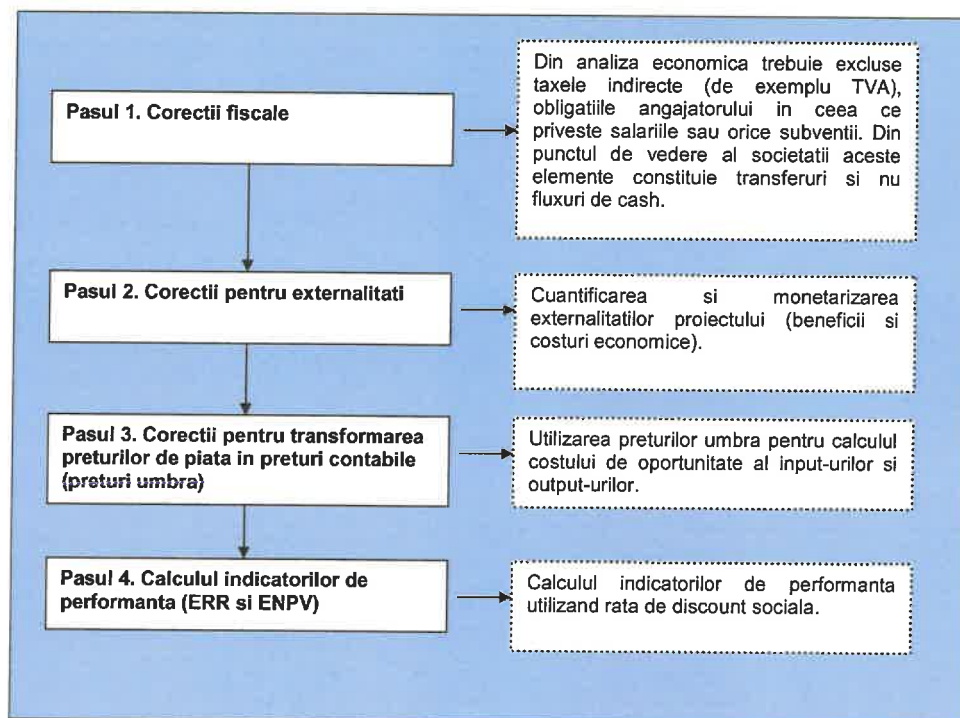 Pasul 1. Corectii fiscale
Din analiza economica trebuie excluse
taxele indirecte (de exemplu TVA),
obligatiile angajatorului in ceea ce
priveste salariile sau orice subventii. Din
punctul de vedere al societatii aceste
elemente constituie transferuri si nu
fluxuri de cash.
Pasul 2. Corectii pentru externalitati
Cuantificarea si monetarizarea
externalitatilor proiectului (beneficii si
costuri economice).
Pasul 3. Corectii pentru transformarea
preturilor de piata in preturi contabile
(preturi umbra)
Utilizarea preturilor umbra pentru calculul
costului de oportunitate al input-urilor si
output-urilor.
Pasul 4. Calculul indicatorilor de
performanta (ERR si ENPV)
Calculul indicatorilor de performanta
utilizand rata de discount sociala.